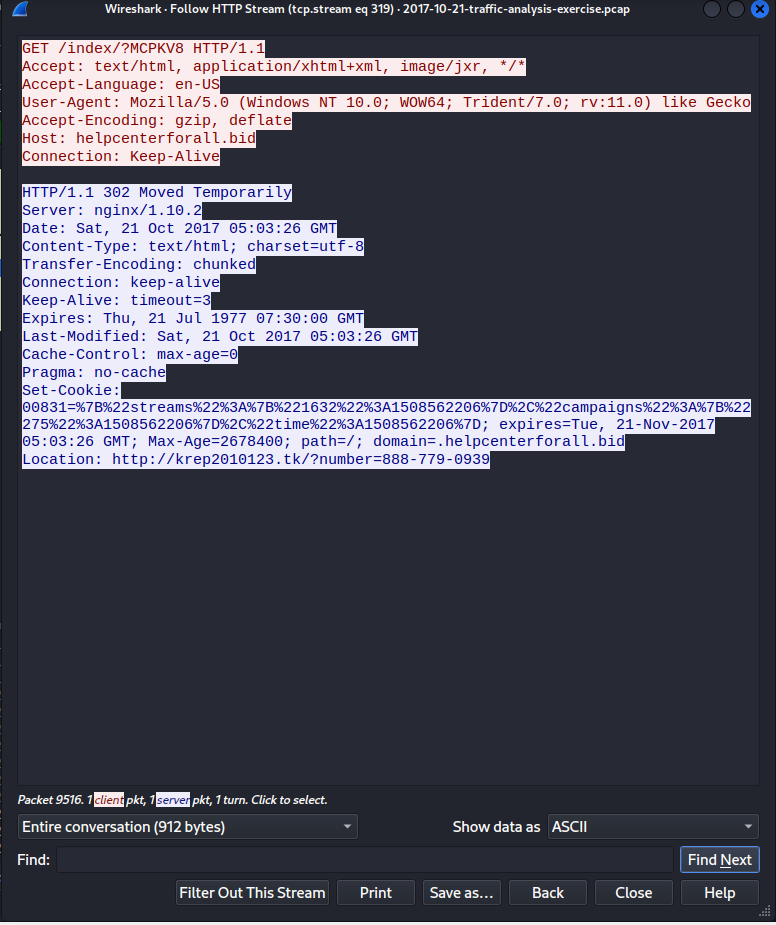 Wireshark · Follow HTTP Stream (tcp.stream eq 319) · 2017-10-21-traffic-analysis-exercise.pcap
GET /index/?MCPKV8 HTTP/1.1
Accept: text/html, application/xhtml+xml, image/jxr, */*
Accept-Language: en-US
User-Agent: Mozilla/5.0 (Windows NT 10.0; WOW64; Trident/7.0; rv:11.0) like Gecko
Accept-Encoding: gzip, deflate
Host: helpcenterforall.bid
Connection: Keep-Alive
HTTP/1.1 302 Moved Temporarily
Server: nginx/1.10.2
Date: Sat, 21 Oct 2017 05:03:26 GMT
Content-Type: text/html; charset=utf-8
Transfer-Encoding: chunked
Connection: keep-alive
Keep-Alive: timeout=3
Expires: Thu, 21 Jul 1977 07:30:00 GMT
Last-Modified: Sat, 21 Oct 2017 05:03:26 GMT
Cache-Control: max-age=0
Pragma: no-cache
Set-Cookie:
00831=%7B%22streams%22%3A%7B%221632%22%3A1508562206%7D%2C%22campaigns%22%3A%7B%22
275%22%3A1508562206%7D%2C%22time%22%3A1508562206%7D; expires=Tue, 21-Nov-2017
05:03:26 GMT; Max-Age=2678400; path=/; domain=.helpcenterforall.bid
Location: http://krep2010123.tk/?number=888-779-0939
Packet 9516. 1 client pkt, 1 server pkt, 1 turn. Click to select.
Entire conversation (912 bytes)
Show data as ASCII
Find:
Find Next
Filter Out This Stream
Print
Save as…
Back
Close
Help